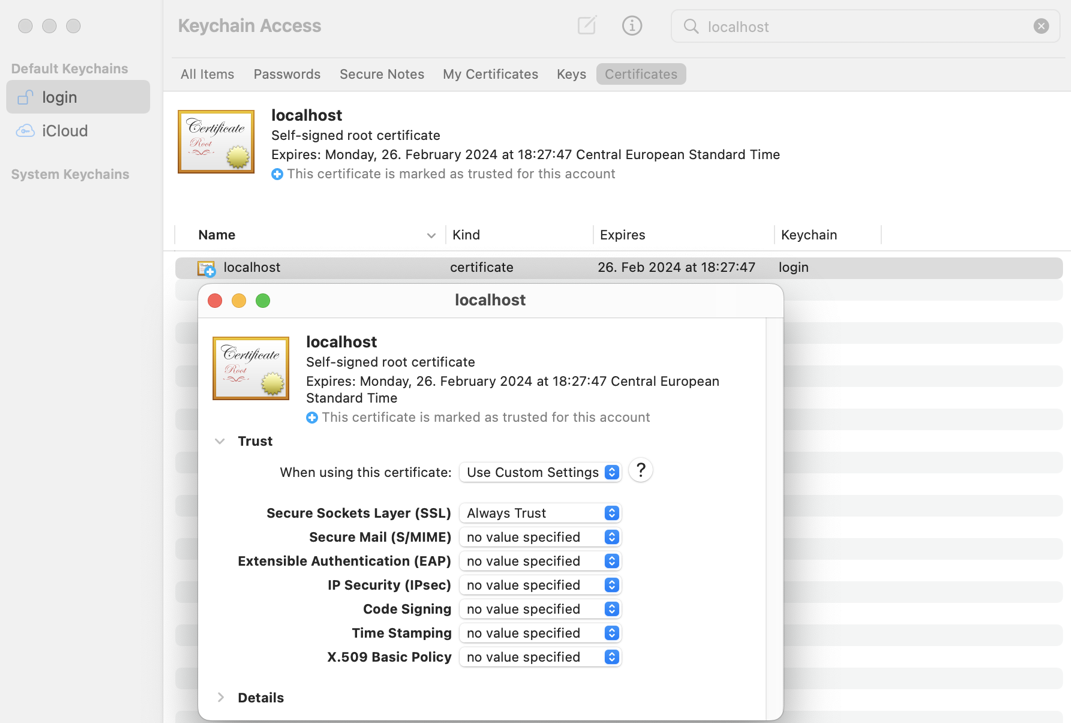 Keychain Access
localhost
Default Keychains
login
iCloud
System Keychains
All Items Passwords Secure Notes My Certificates Keys Certificates
Certificate
Root
localhost
Self-signed root certificate
Expires: Monday, 26. February 2024 at 18:27:47 Central European Standard Time
This certificate is marked as trusted for this account
Name Kind Expires Keychain
localhost certificate 26. Feb 2024 at 18:27:47 login
localhost
Certificate
Root
localhost
Self-signed root certificate
Expires: Monday, 26. February 2024 at 18:27:47 Central European
Standard Time
This certificate is marked as trusted for this account
Trust
When using this certificate: Use Custom Settings ?
Secure Sockets Layer (SSL) Always Trust
Secure Mail (S/MIME) no value specified
Extensible Authentication (EAP) no value specified
IP Security (IPsec) no value specified
Code Signing no value specified
Time Stamping no value specified
X.509 Basic Policy no value specified
Details